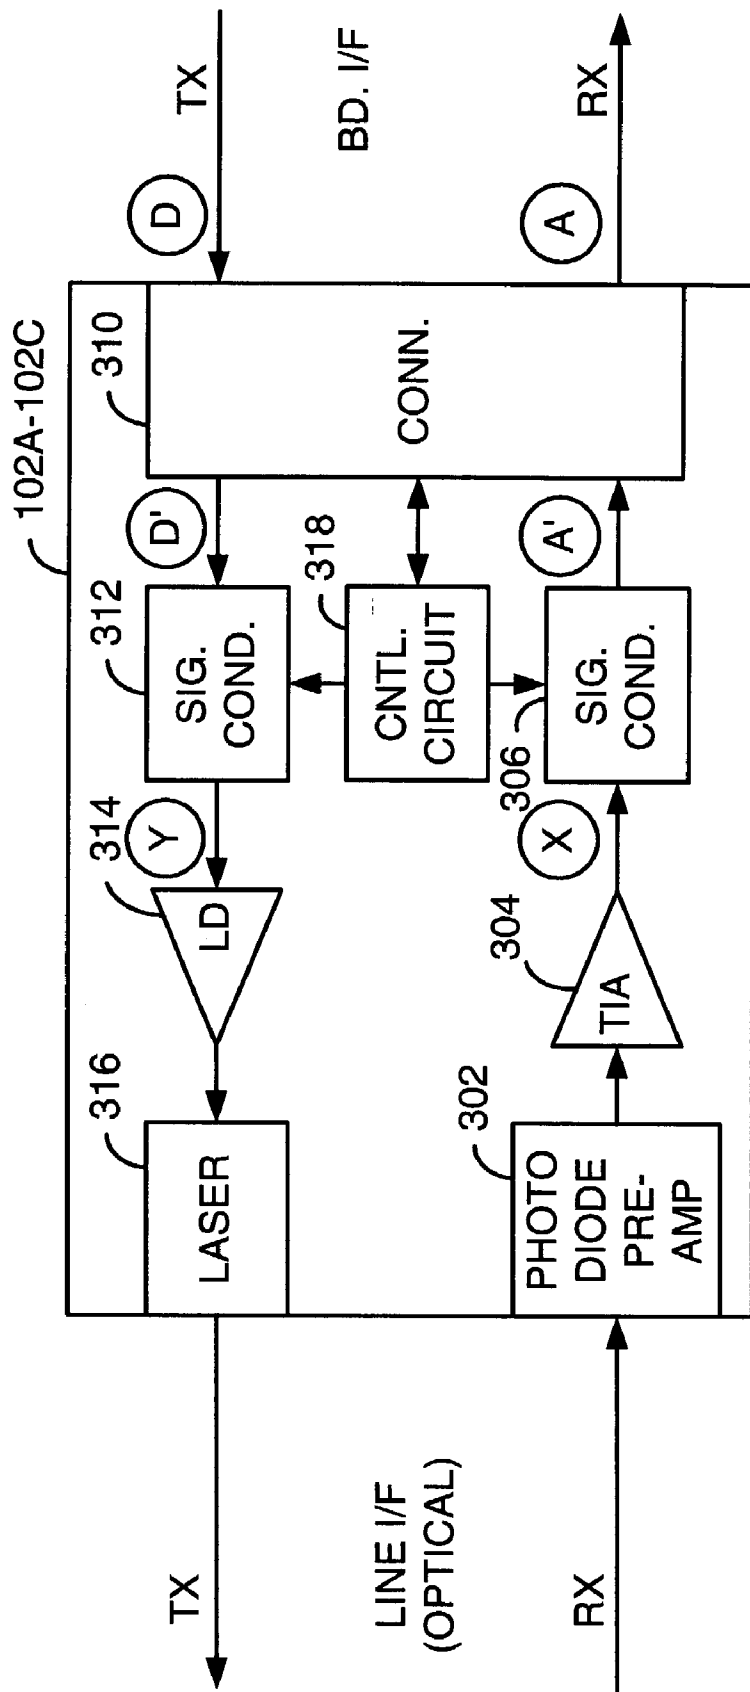 102A-102C
TX
LASER
316
LD
314
Y
SIG.
COND.
312
D'
310
D
TX
LINE I/F
(OPTICAL)
CNTL.
CIRCUIT
318
CONN.
BD. I/F
RX
PHOTO
DIODE
PRE-
AMP
302
TIA
304
X
SIG.
COND.
306
A'
A
RX